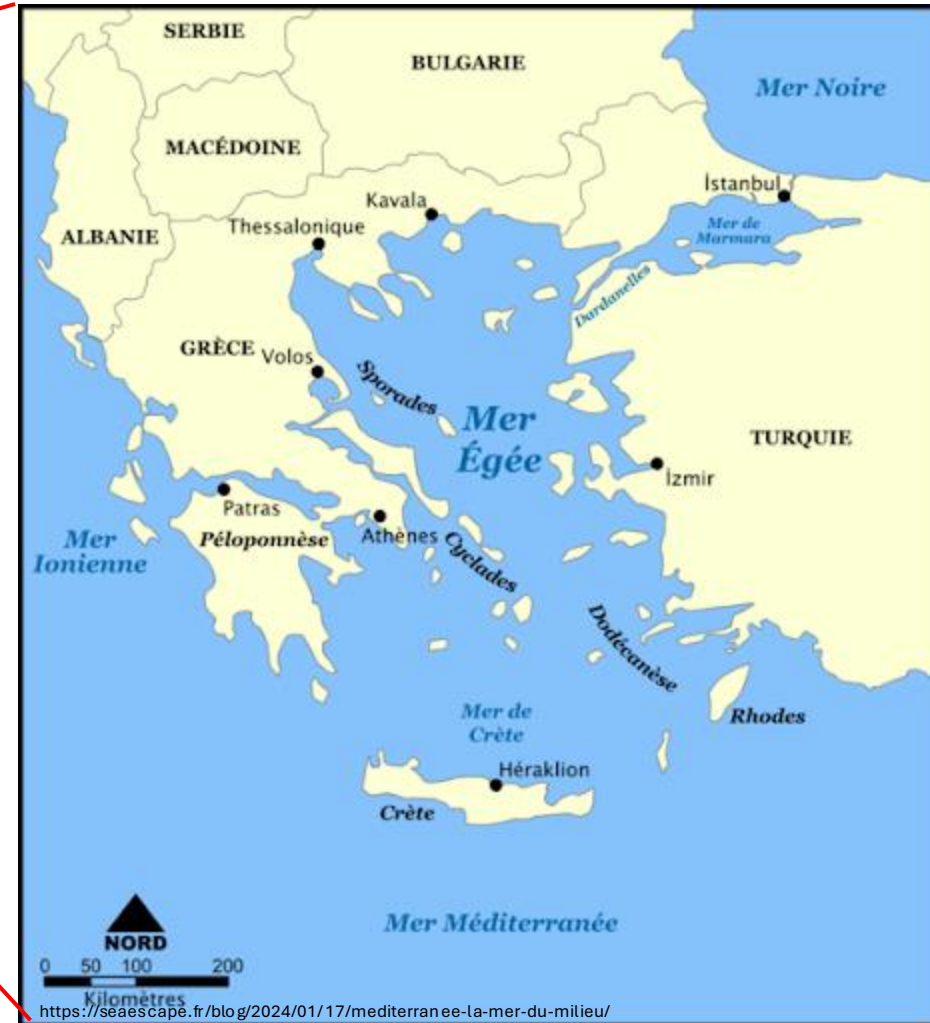 SERBIE
BULGARIE
Mer Noire
MACÉDOINE
İstanbul
Kavala
Thessalonique
Mer de
Marmara
ALBANIE
Dardanelles
GRÈCE
Volos
Sporades
Mer
Égée
TURQUIE
İzmir
Patras
Athènes
Péloponnèse
Mer
Ionienne
Cyclades
Dodécanèse
Rhodes
Mer de
Crète
Héraklion
Crète
Mer Méditerranée
NORD
0 50 100 200
Kilomètres
https://seaescape.fr/blog/2024/01/17/mediterranee-la-mer-du-milieu/